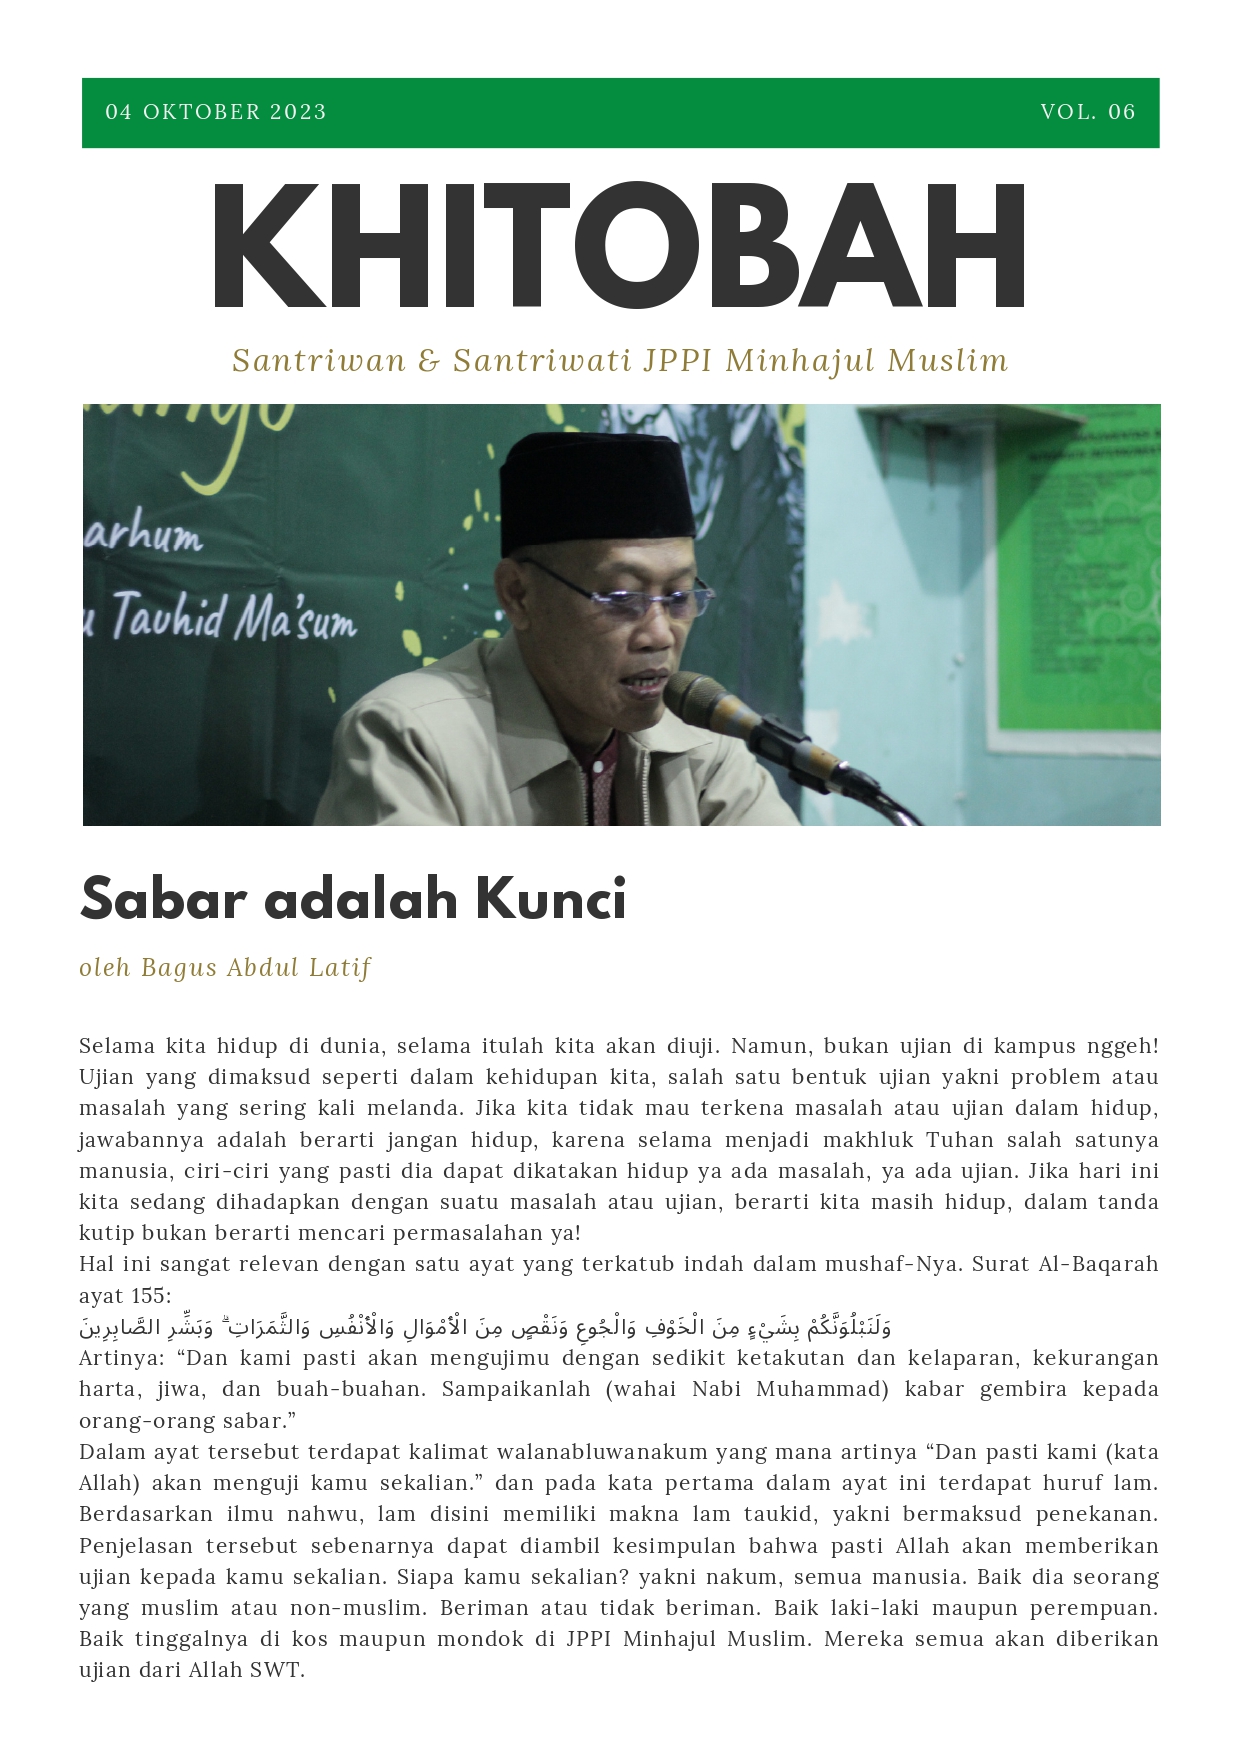 04 OKTOBER 2023
VOL. 06
KHITOBAH
Santriwan & Santriwati JPPI Minhajul Muslim
arhum
Tauhid Ma'sum
Sabar adalah Kunci
oleh Bagus Abdul Latif
Selama kita hidup di dunia, selama itulah kita akan diuji. Namun, bukan ujian di kampus nggeh!
Ujian yang dimaksud seperti dalam kehidupan kita, salah satu bentuk ujian yakni problem atau
masalah yang sering kali melanda. Jika kita tidak mau terkena masalah atau ujian dalam hidup,
jawabannya adalah berarti jangan hidup, karena selama menjadi makhluk Tuhan salah satunya
manusia, ciri-ciri yang pasti dia dapat dikatakan hidup ya ada masalah, ya ada ujian. Jika hari ini
kita sedang dihadapkan dengan suatu masalah atau ujian, berarti kita masih hidup, dalam tanda
kutip bukan berarti mencari permasalahan ya!
Hal ini sangat relevan dengan satu ayat yang terkatub indah dalam mushaf-Nya. Surat Al-Baqarah
ayat 155:
وَلَنَبْلُوَنَّكُمْ بِشَيْءٍ مِنَ الْخَوْفِ وَالْجُوعِ وَنَقْصٍ مِنَ الْأَمْوَالِ وَالْأَنْفُسِ وَالثَّمَرَاتِ ۗ وَبَشِّرِ الصَّابِرِينَ
Artinya: “Dan kami pasti akan mengujimu dengan sedikit ketakutan dan kelaparan, kekurangan
harta, jiwa, dan buah-buahan. Sampaikanlah (wahai Nabi Muhammad) kabar gembira kepada
orang-orang sabar.”
Dalam ayat tersebut terdapat kalimat walanabluwanakum yang mana artinya “Dan pasti kami (kata
Allah) akan menguji kamu sekalian.” dan pada kata pertama dalam ayat ini terdapat huruf lam.
Berdasarkan ilmu nahwu, lam disini memiliki makna lam taukid, yakni bermaksud penekanan.
Penjelasan tersebut sebenarnya dapat diambil kesimpulan bahwa pasti Allah akan memberikan
ujian kepada kamu sekalian. Siapa kamu sekalian? yakni nakum, semua manusia. Baik dia seorang
yang muslim atau non-muslim. Beriman atau tidak beriman. Baik laki-laki maupun perempuan.
Baik tinggalnya di kos maupun mondok di JPPI Minhajul Muslim. Mereka semua akan diberikan
ujian dari Allah SWT.